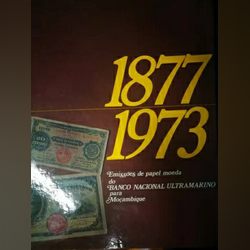 1877
1973
Emissões de papel moeda
do
BANCO NACIONAL ULTRAMARINO
para
Moçambique